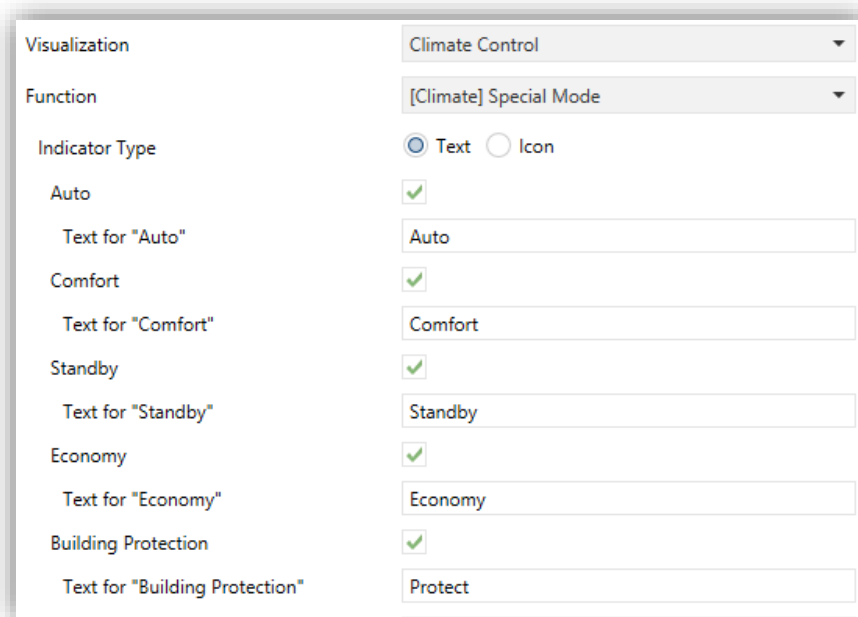 Visualization Climate Control
Function [Climate] Special Mode
Indicator Type Text Icon
Auto
Text for "Auto" Auto
Comfort
Text for "Comfort" Comfort
Standby
Text for "Standby" Standby
Economy
Text for "Economy" Economy
Building Protection
Text for "Building Protection" Protect